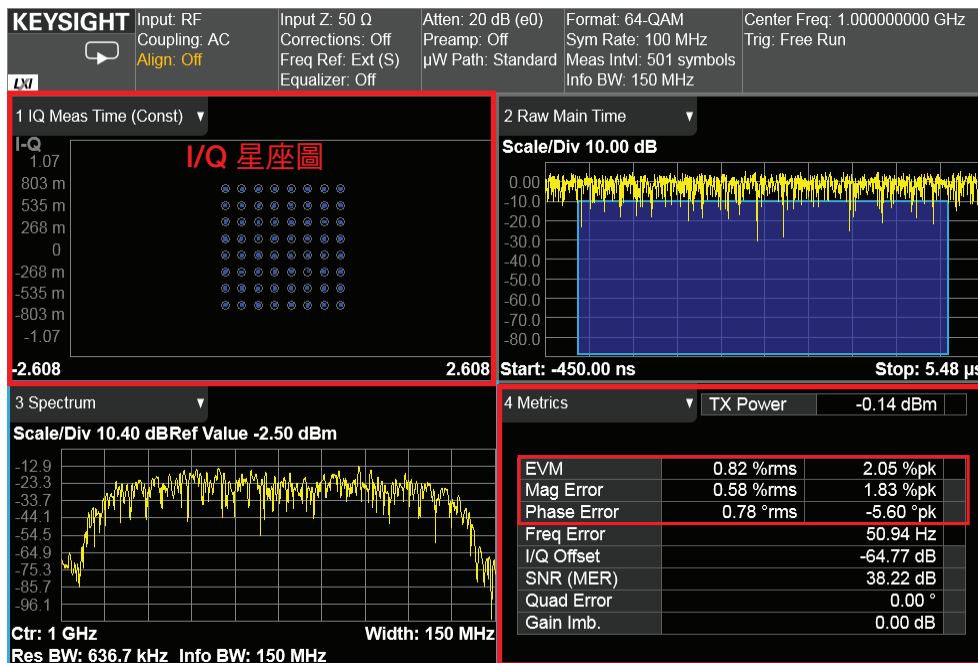 KEYSIGHT
LXI
Input: RF
Coupling: AC
Align: Off
Input Z: 50 Ω
Corrections: Off
Freq Ref: Ext (S)
Equalizer: Off
Atten: 20 dB (e0)
Preamp: Off
µW Path: Standard
Format: 64-QAM
Sym Rate: 100 MHz
Meas Intvl: 501 symbols
Info BW: 150 MHz
Center Freq: 1.000000000 GHz
Trig: Free Run
1 IQ Meas Time (Const) ▼
I-Q
I/Q 星座圖
1.07
803 m
535 m
268 m
0
-268 m
-535 m
-803 m
-1.07
-2.608 2.608
2 Raw Main Time ▼
Scale/Div 10.00 dB
0.00
-10.0
-20.0
-30.0
-40.0
-50.0
-60.0
-70.0
-80.0
Start: -450.00 ns Stop: 5.48 µs
3 Spectrum ▼
Scale/Div 10.40 dBRef Value -2.50 dBm
-12.9
-23.3
-33.7
-44.1
-54.5
-64.9
-75.3
-85.7
-96.1
Ctr: 1 GHz Width: 150 MHz
Res BW: 636.7 kHz Info BW: 150 MHz
4 Metrics ▼ TX Power -0.14 dBm
EVM 0.82 %rms 2.05 %pk
Mag Error 0.58 %rms 1.83 %pk
Phase Error 0.78 °rms -5.60 °pk
Freq Error 50.94 Hz
I/Q Offset -64.77 dB
SNR (MER) 38.22 dB
Quad Error 0.00 °
Gain Imb. 0.00 dB